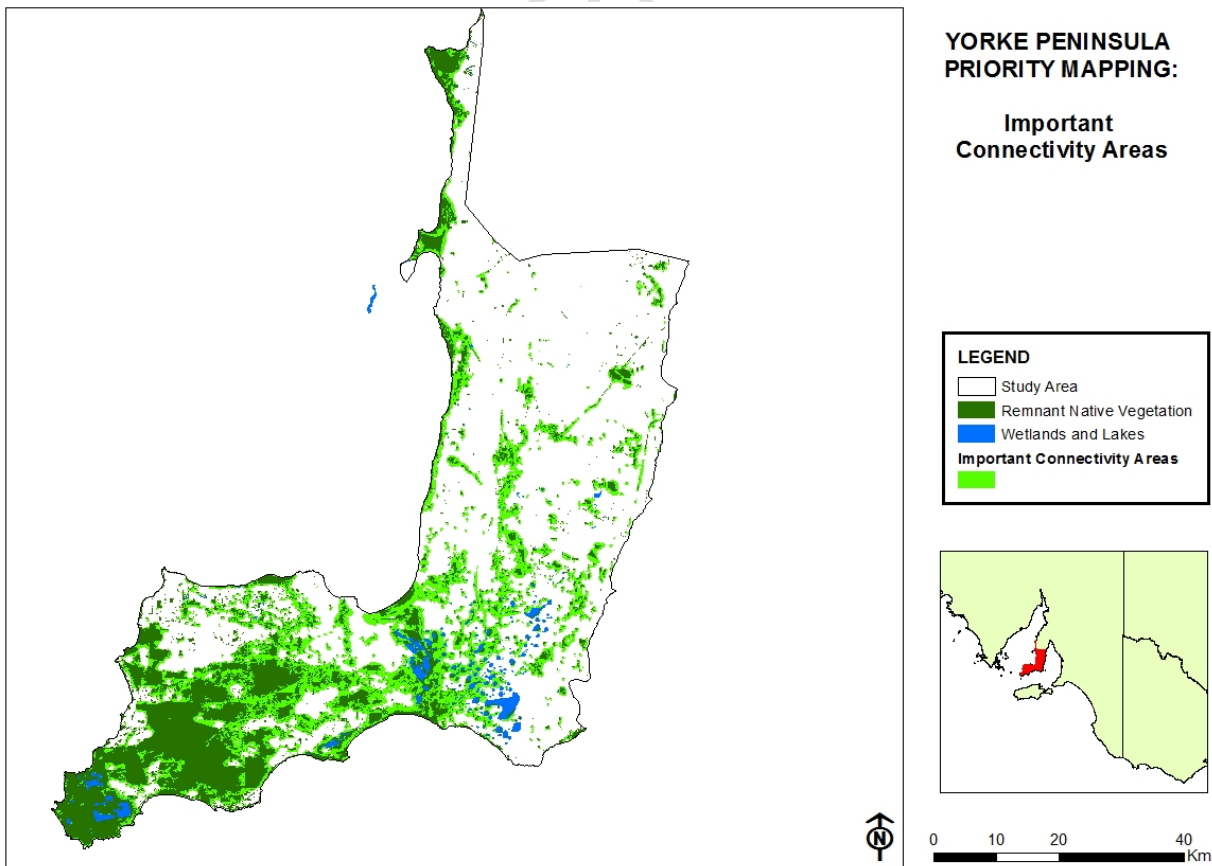 YORKE PENINSULA
PRIORITY MAPPING:
Important
Connectivity Areas
LEGEND
Study Area
Remnant Native Vegetation
Wetlands and Lakes
Important Connectivity Areas
N
0 10 20 40
Km